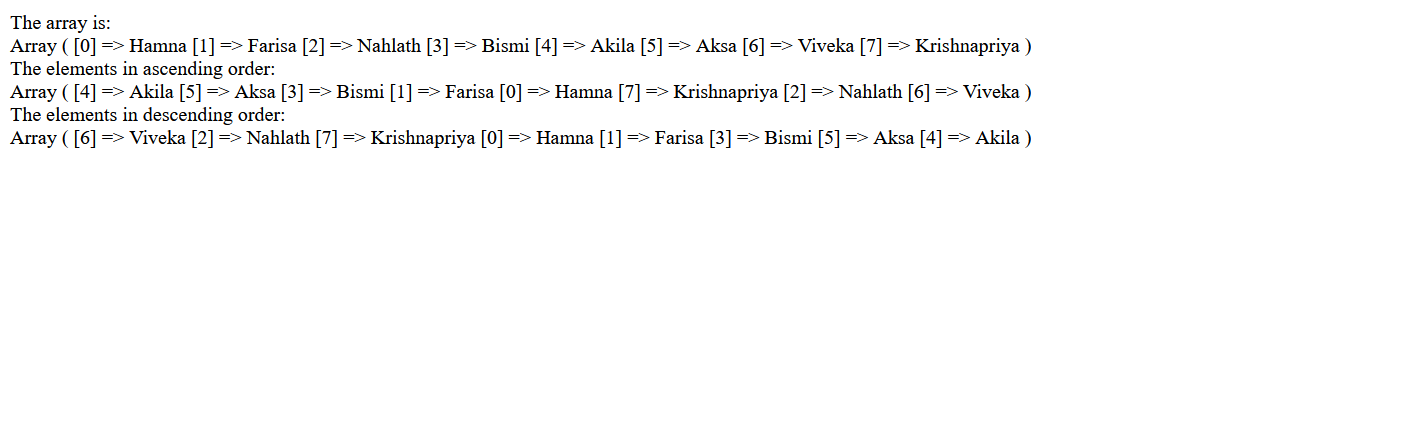 The array is:
Array ( [0] => Hamna [1] => Farisa [2] => Nahlath [3] => Bismi [4] => Akila [5] => Aksa [6] => Viveka [7] => Krishnapriya )
The elements in ascending order:
Array ( [4] => Akila [5] => Aksa [3] => Bismi [1] => Farisa [0] => Hamna [7] => Krishnapriya [2] => Nahlath [6] => Viveka )
The elements in descending order:
Array ( [6] => Viveka [2] => Nahlath [7] => Krishnapriya [0] => Hamna [1] => Farisa [3] => Bismi [5] => Aksa [4] => Akila )